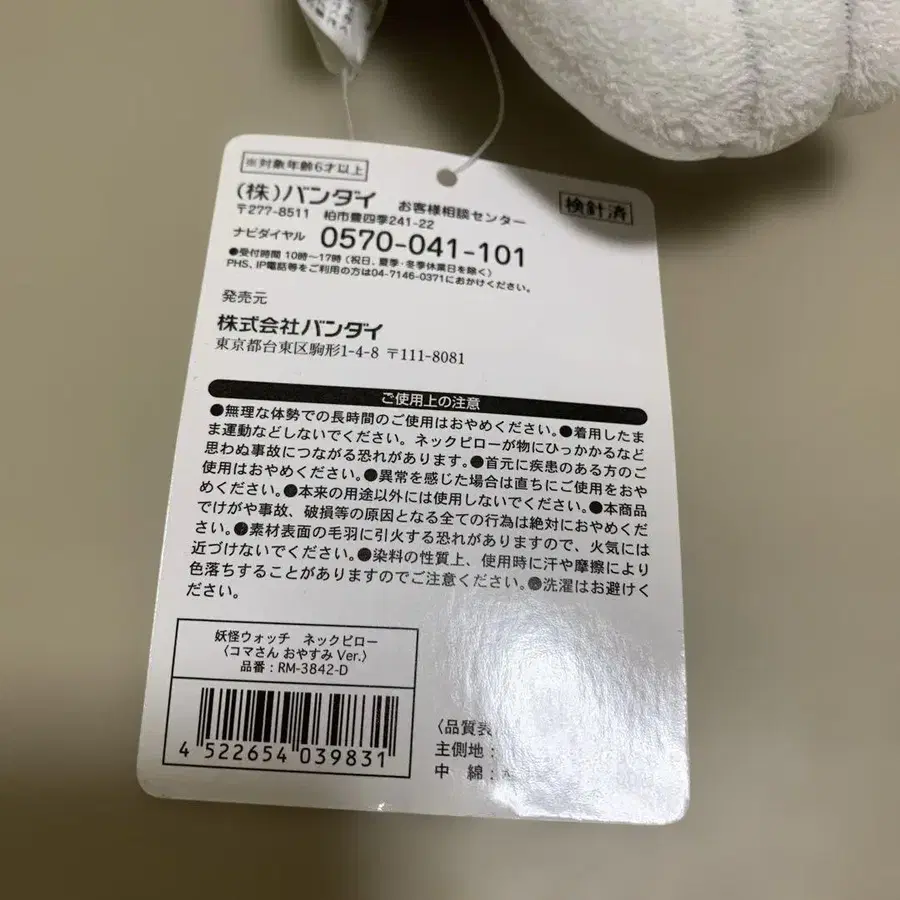 ※対象年齢6才以上
(株)バンダイ お客様相談センター
検針済
〒277-8511 柏市豊四季241-22
ナビダイヤル 0570-041-101
●受付時間 10時～17時 (祝日、夏季・冬季休業日を除く)
PHS、IP電話等をご利用の方は04-7146-0371におかけください。
発売元
株式会社バンダイ
東京都台東区駒形1-4-8 〒111-8081
ご使用上の注意
●無理な体勢での長時間のご使用はおやめください。●着用したま
ま運動などしないでください。ネックピローが物にひっかかるなど
思わぬ事故につながる恐れがあります。●首元に疾患のある方のご
使用はおやめください。●異常を感じた場合は直ちにご使用をおや
めください。●本来の用途以外には使用しないでください。●本商品
でけがや事故、破損等の原因となる全ての行為は絶対におやめくだ
さい。●素材表面の毛羽に引火する恐れがありますので、火気には
近づけないでください。●染料の性質上、使用時に汗や摩擦により
色落ちすることがありますのでご注意ください。●洗濯はお避けく
ださい。
妖怪ウォッチ ネックピロー
〈コマさん おやすみ Ver.〉
品番：RM-3842-D
4 522654 039831
〈品質表
主側地：
中 綿：